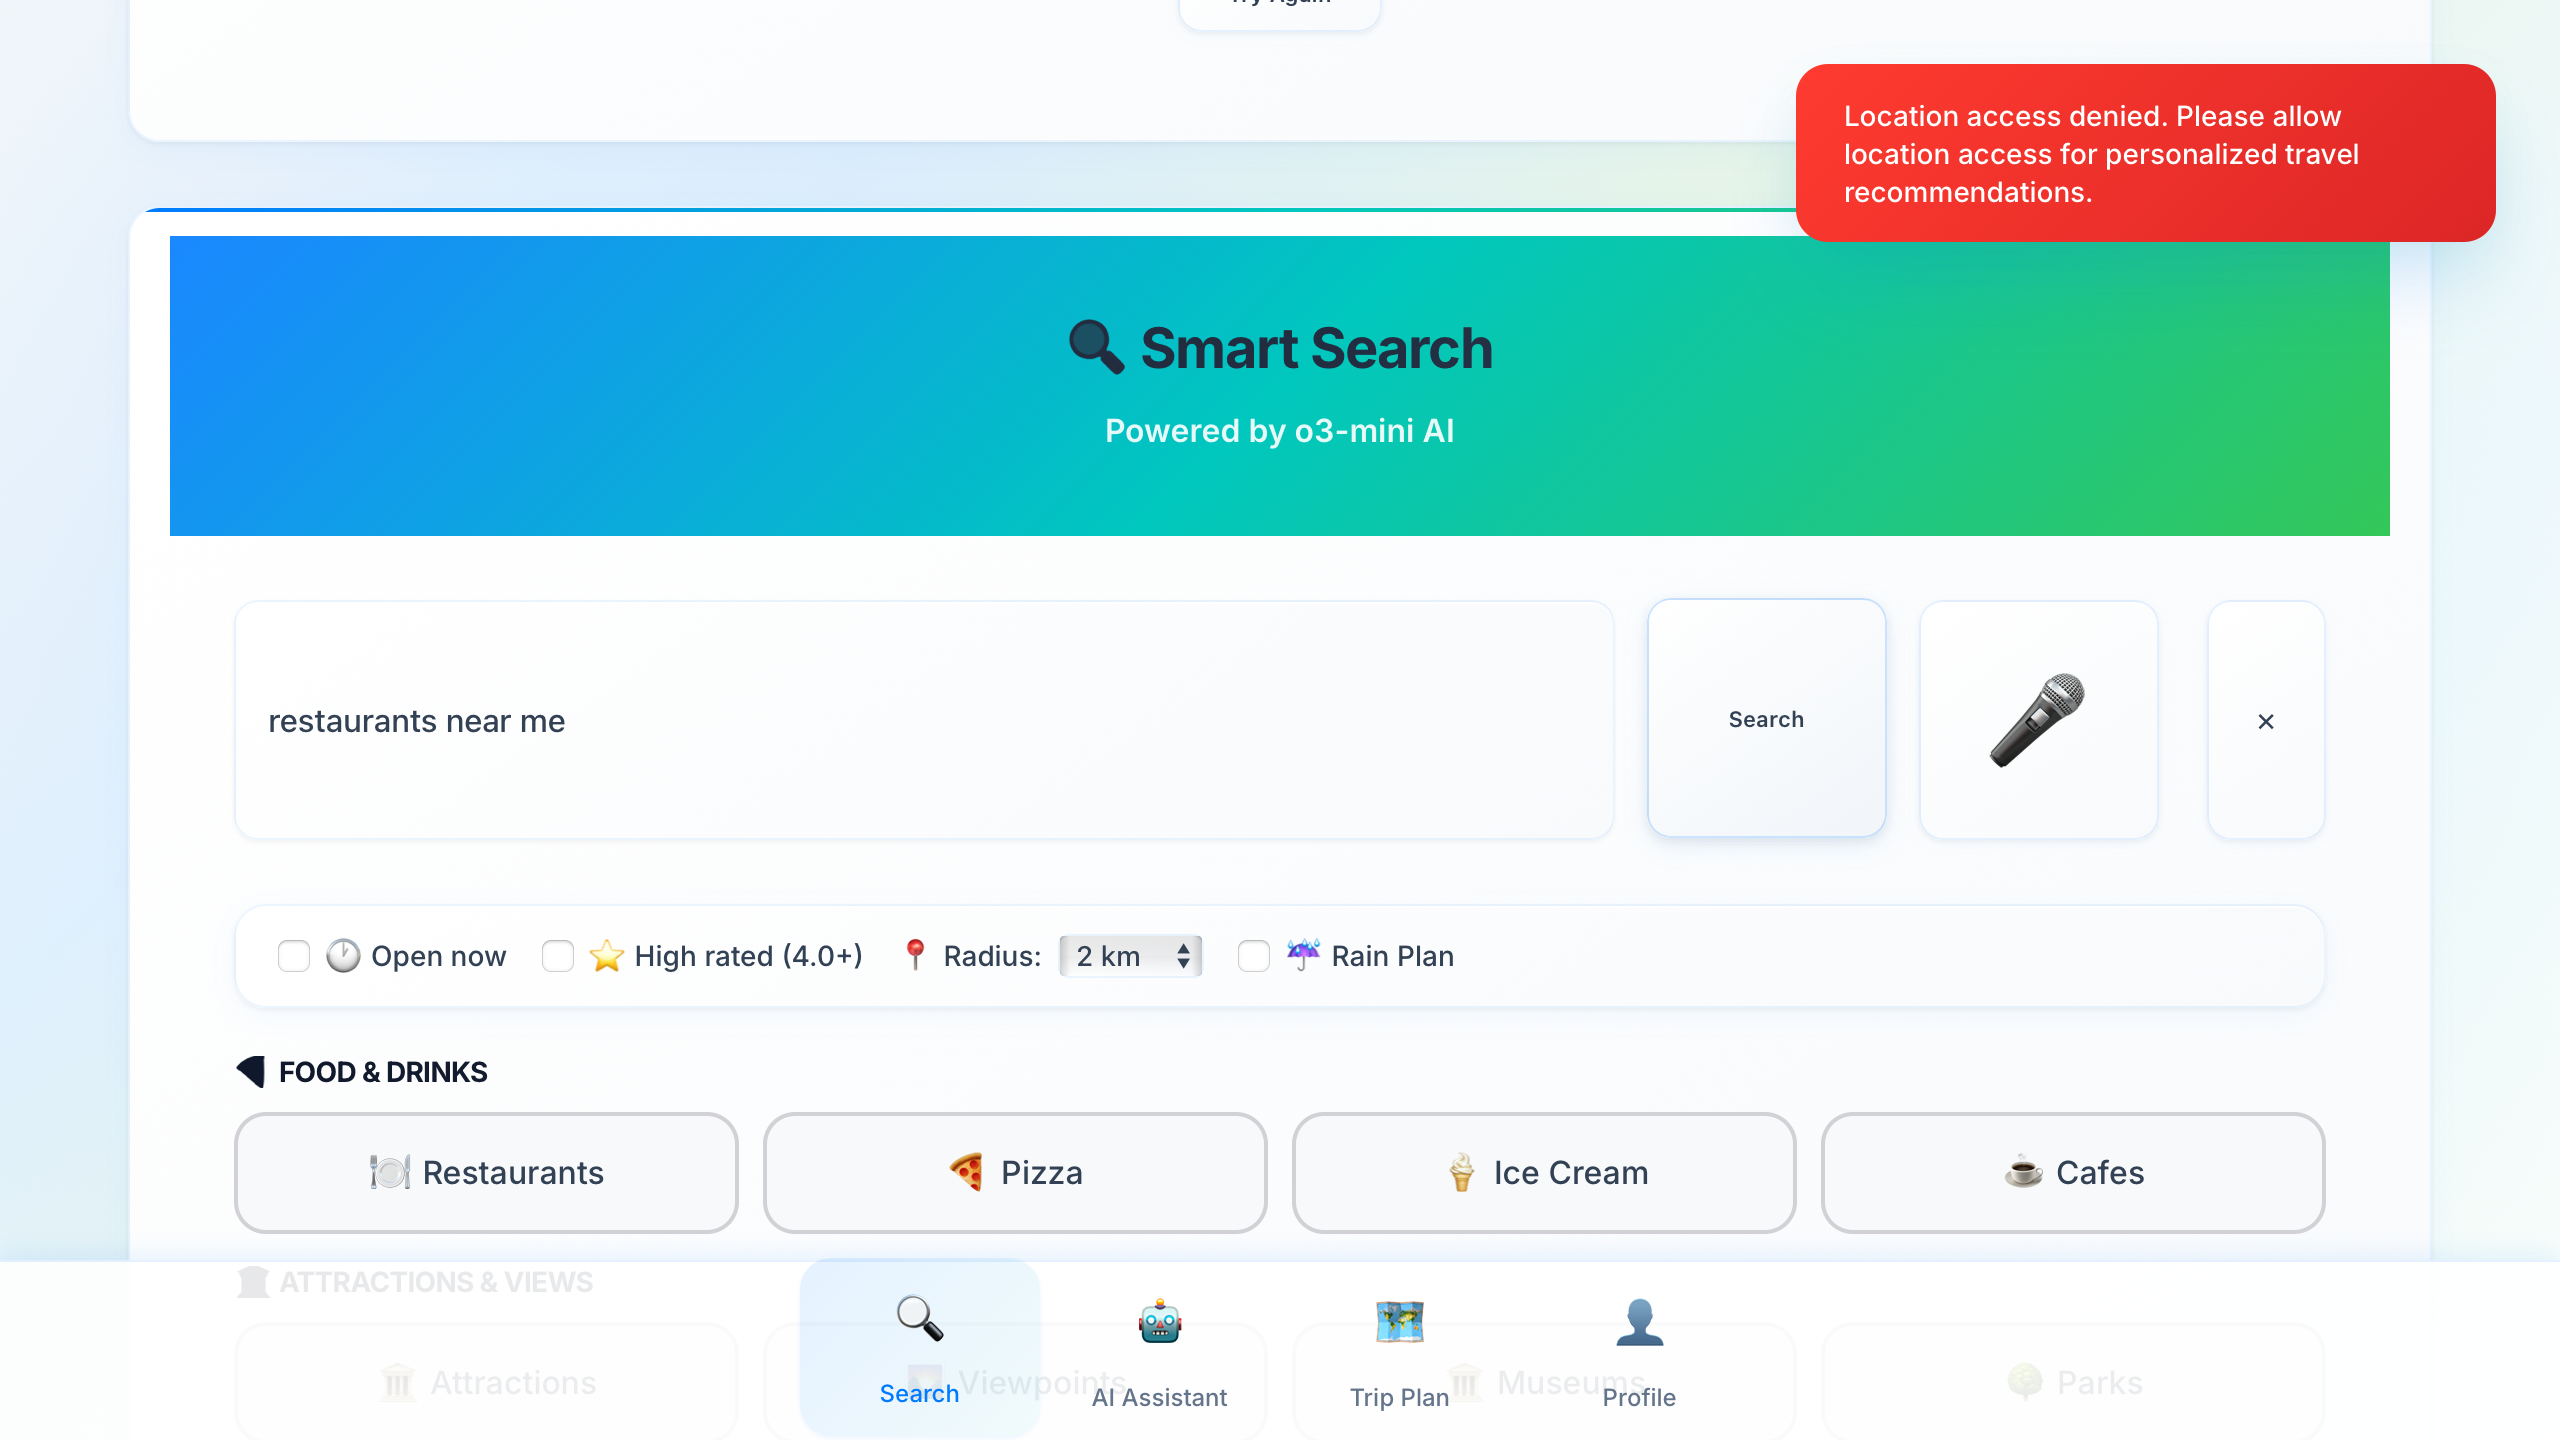 Try Again
Location access denied. Please allow
location access for personalized travel
recommendations.
🔍 Smart Search
Powered by o3-mini AI
restaurants near me
Search
×
Open now
High rated (4.0+)
Radius:
2 km
Rain Plan
FOOD & DRINKS
Restaurants
Pizza
Ice Cream
Cafes
ATTRACTIONS & VIEWS
Attractions
Viewpoints
Museums
Parks
Search
AI Assistant
Trip Plan
Profile